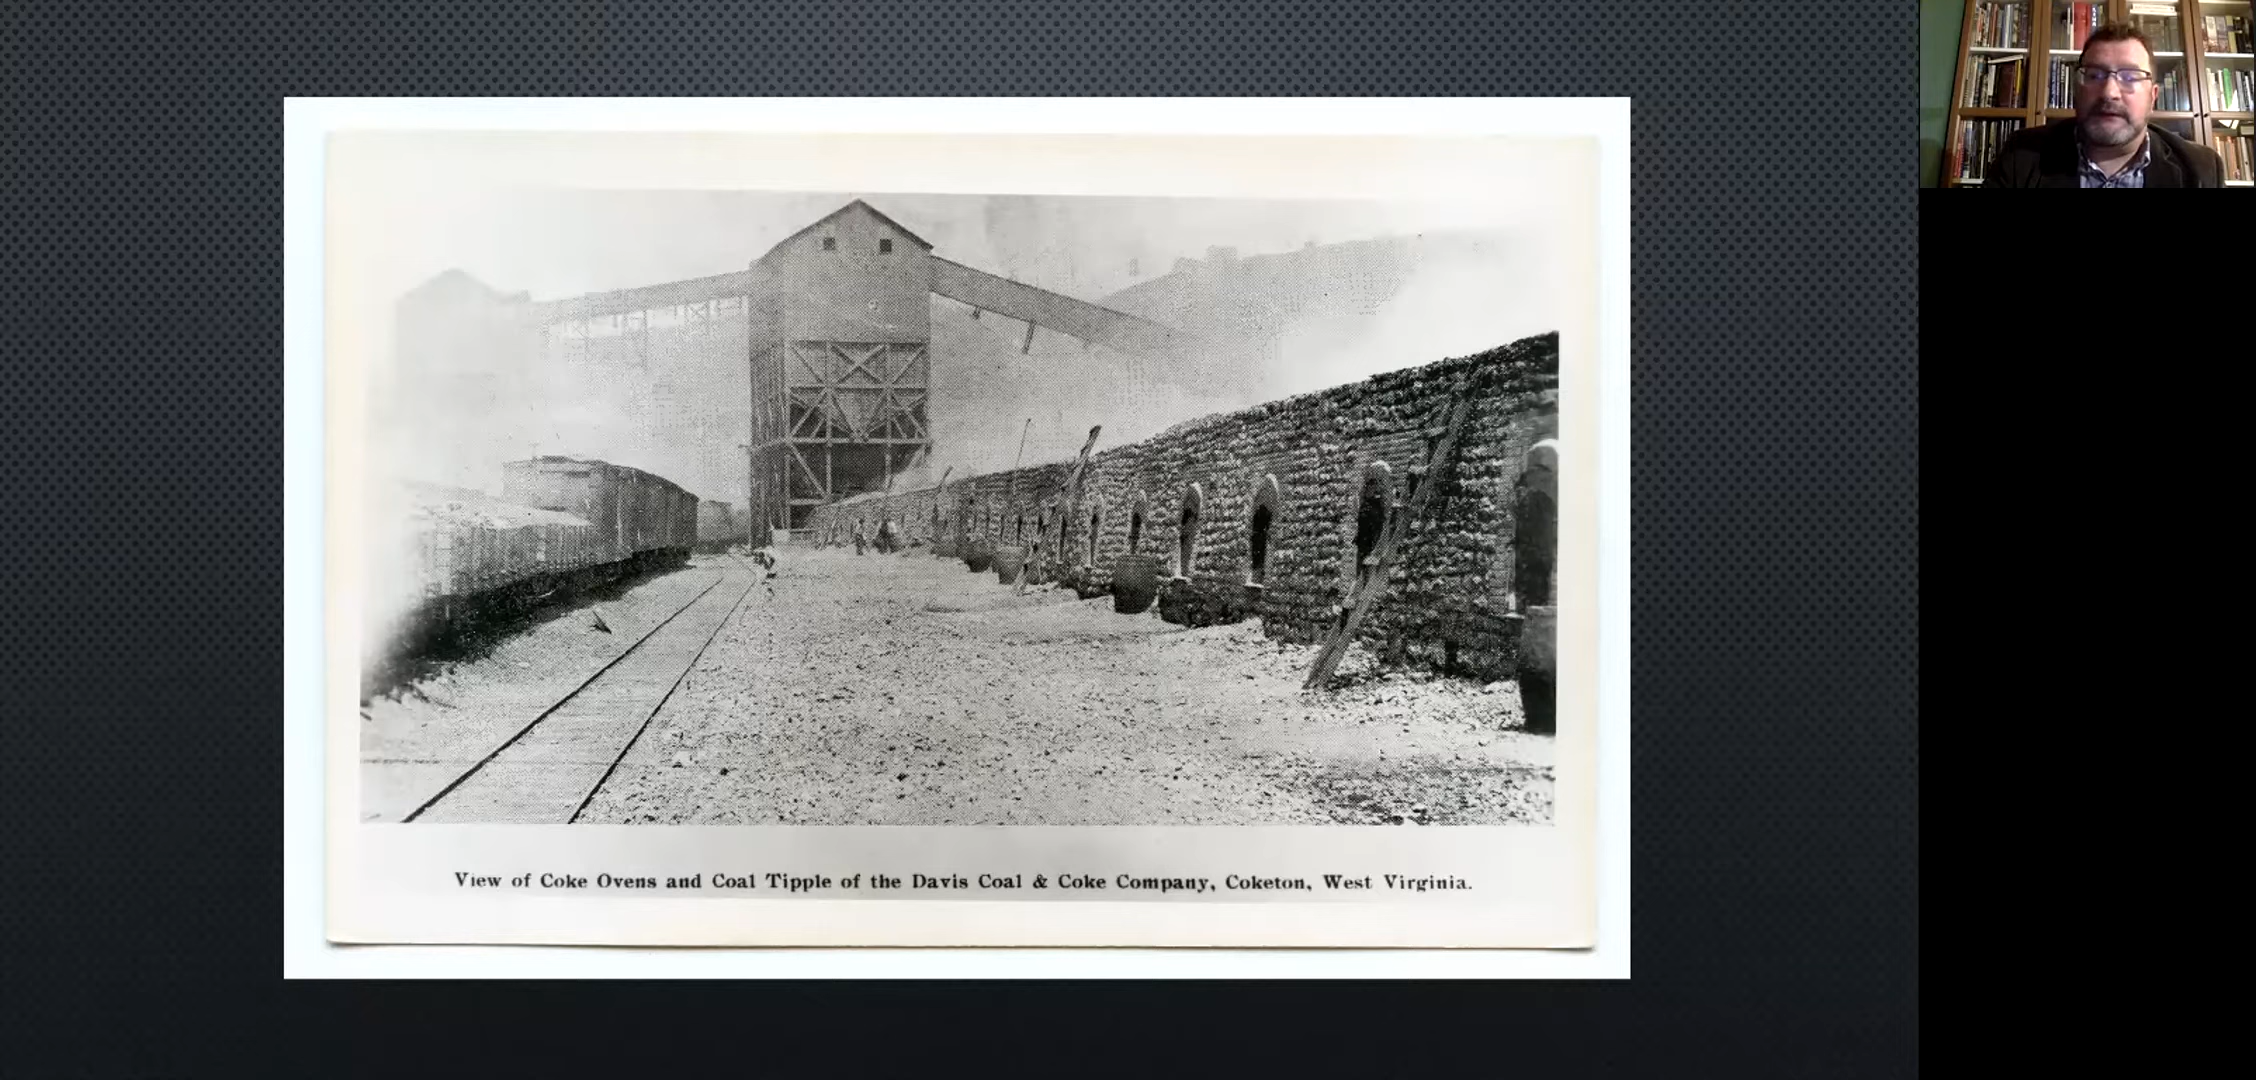 View of Coke Ovens and Coal Tipple of the Davis Coal & Coke Company, Coketon, West Virginia.